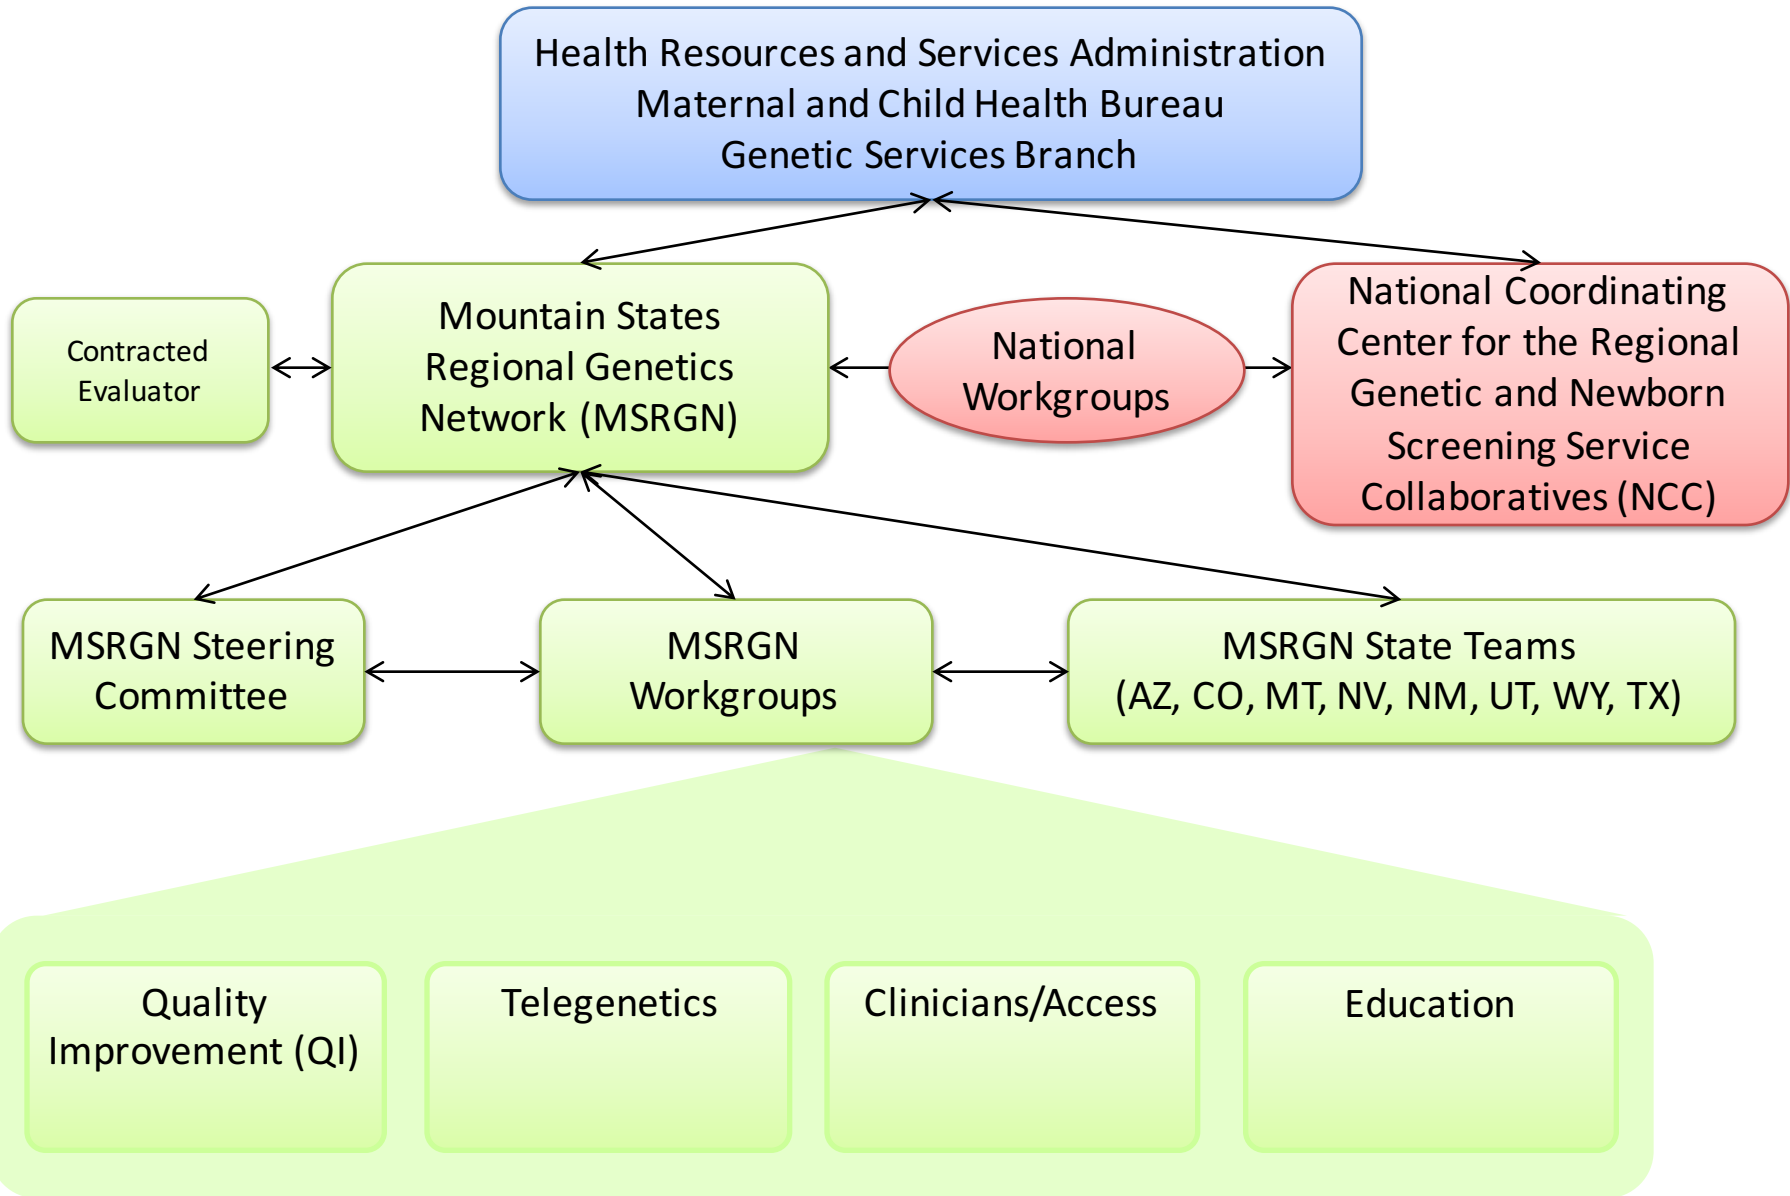 Health Resources and Services Administration
Maternal and Child Health Bureau
Genetic Services Branch
Contracted
Evaluator
Mountain States
Regional Genetics
Network (MSRGN)
National
Workgroups
National Coordinating
Center for the Regional
Genetic and Newborn
Screening Service
Collaboratives (NCC)
MSRGN Steering
Committee
MSRGN
Workgroups
MSRGN State Teams
(AZ, CO, MT, NV, NM, UT, WY, TX)
Quality
Improvement (QI)
Telegenetics
Clinicians/Access
Education